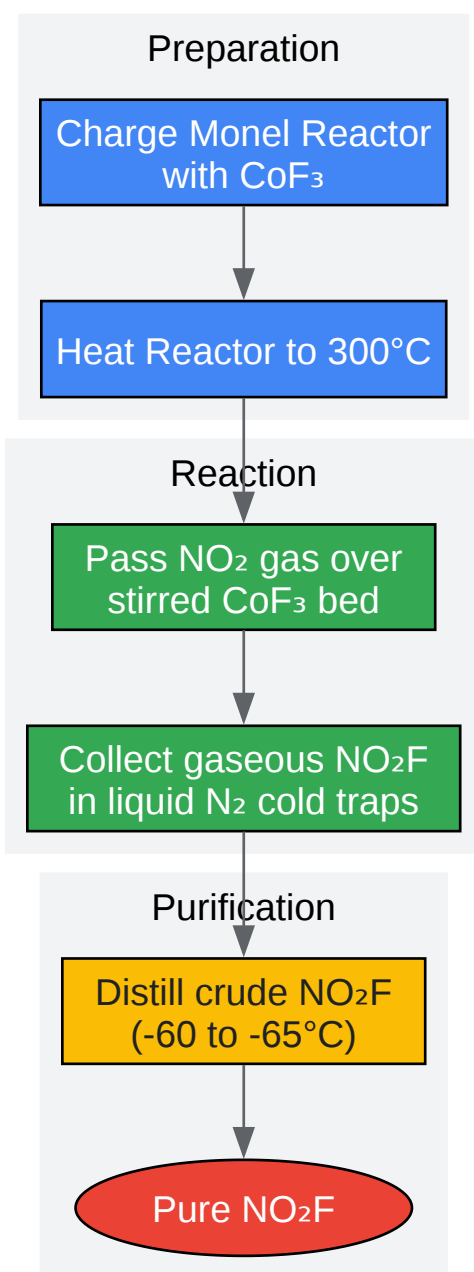 Preparation
Charge Monel Reactor
with CoF₃
Heat Reactor to 300°C
Reaction
Pass NO₂ gas over
stirred CoF₃ bed
Collect gaseous NO₂F
in liquid N₂ cold traps
Purification
Distill crude NO₂F
(-60 to -65°C)
Pure NO₂F